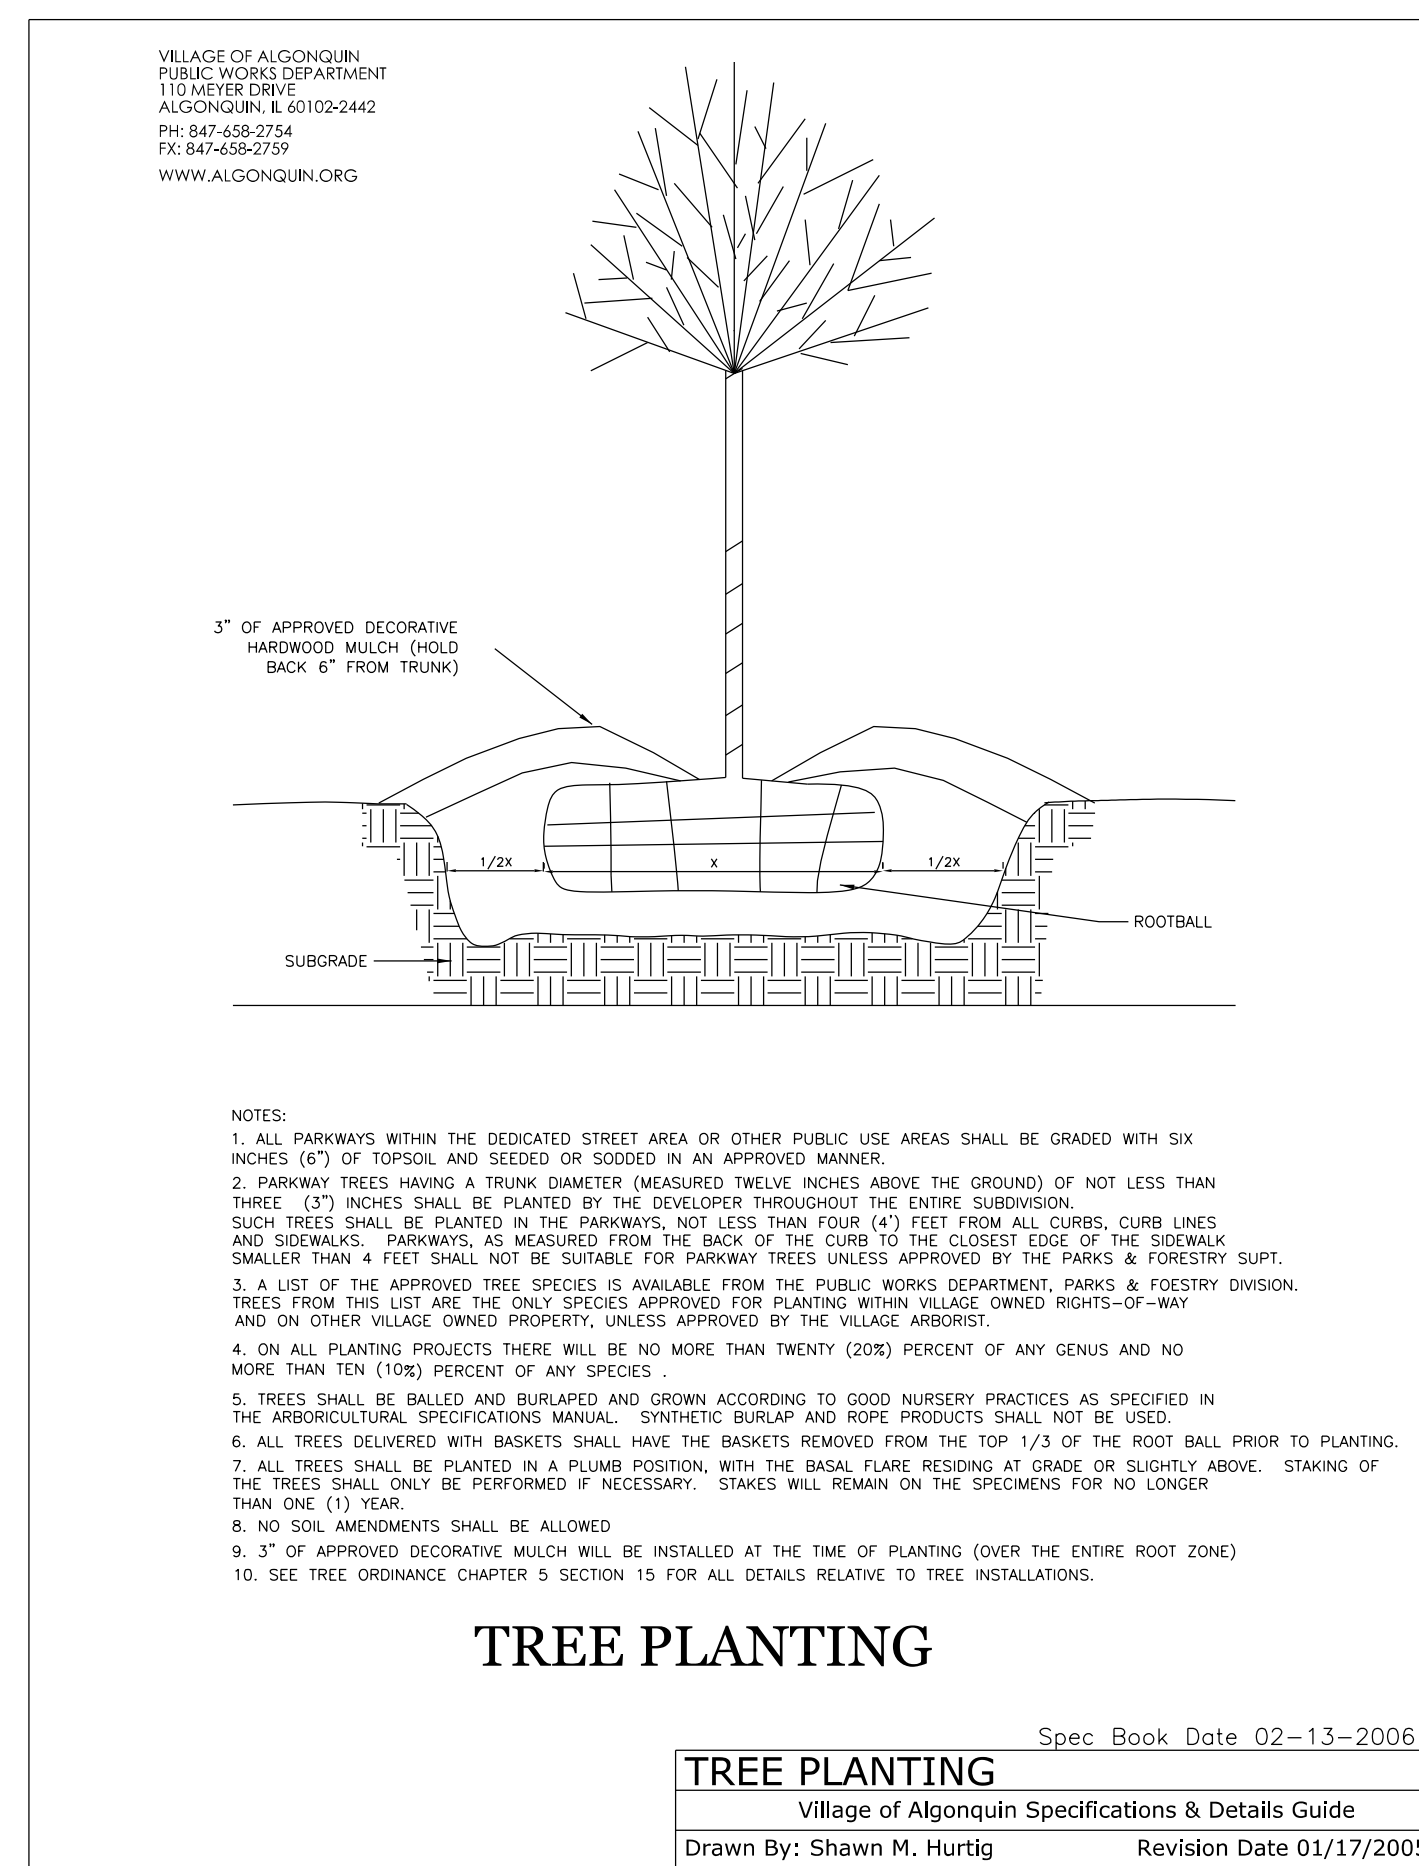 VILLAGE OF ALGONQUIN
PUBLIC WORKS DEPARTMENT
110 MEYER DRIVE
ALGONQUIN, IL 60102-2442
PH: 847-658-2754
FX: 847-658-2759
WWW.ALGONQUIN.ORG
3" OF APPROVED DECORATIVE
HARDWOOD MULCH (HOLD
BACK 6" FROM TRUNK)
1/2X
X
1/2X
ROOTBALL
SUBGRADE
NOTES:
1. ALL PARKWAYS WITHIN THE DEDICATED STREET AREA OR OTHER PUBLIC USE AREAS SHALL BE GRADED WITH SIX
INCHES (6") OF TOPSOIL AND SEEDED OR SODDED IN AN APPROVED MANNER.
2. PARKWAY TREES HAVING A TRUNK DIAMETER (MEASURED TWELVE INCHES ABOVE THE GROUND) OF NOT LESS THAN
THREE (3") INCHES SHALL BE PLANTED BY THE DEVELOPER THROUGHOUT THE ENTIRE SUBDIVISION.
SUCH TREES SHALL BE PLANTED IN THE PARKWAYS, NOT LESS THAN FOUR (4') FEET FROM ALL CURBS, CURB LINES
AND SIDEWALKS. PARKWAYS, AS MEASURED FROM THE BACK OF THE CURB TO THE CLOSEST EDGE OF THE SIDEWALK
SMALLER THAN 4 FEET SHALL NOT BE SUITABLE FOR PARKWAY TREES UNLESS APPROVED BY THE PARKS & FORESTRY SUPT.
3. A LIST OF THE APPROVED TREE SPECIES IS AVAILABLE FROM THE PUBLIC WORKS DEPARTMENT, PARKS & FOESTRY DIVISION.
TREES FROM THIS LIST ARE THE ONLY SPECIES APPROVED FOR PLANTING WITHIN VILLAGE OWNED RIGHTS-OF-WAY
AND ON OTHER VILLAGE OWNED PROPERTY, UNLESS APPROVED BY THE VILLAGE ARBORIST.
4. ON ALL PLANTING PROJECTS THERE WILL BE NO MORE THAN TWENTY (20%) PERCENT OF ANY GENUS AND NO
MORE THAN TEN (10%) PERCENT OF ANY SPECIES .
5. TREES SHALL BE BALLED AND BURLAPED AND GROWN ACCORDING TO GOOD NURSERY PRACTICES AS SPECIFIED IN
THE ARBORICULTURAL SPECIFICATIONS MANUAL. SYNTHETIC BURLAP AND ROPE PRODUCTS SHALL NOT BE USED.
6. ALL TREES DELIVERED WITH BASKETS SHALL HAVE THE BASKETS REMOVED FROM THE TOP 1/3 OF THE ROOT BALL PRIOR TO PLANTING.
7. ALL TREES SHALL BE PLANTED IN A PLUMB POSITION, WITH THE BASAL FLARE RESIDING AT GRADE OR SLIGHTLY ABOVE. STAKING OF
THE TREES SHALL ONLY BE PERFORMED IF NECESSARY. STAKES WILL REMAIN ON THE SPECIMENS FOR NO LONGER
THAN ONE (1) YEAR.
8. NO SOIL AMENDMENTS SHALL BE ALLOWED
9. 3" OF APPROVED DECORATIVE MULCH WILL BE INSTALLED AT THE TIME OF PLANTING (OVER THE ENTIRE ROOT ZONE)
10. SEE TREE ORDINANCE CHAPTER 5 SECTION 15 FOR ALL DETAILS RELATIVE TO TREE INSTALLATIONS.
TREE PLANTING
Spec Book Date 02-13-2006
TREE PLANTING
Village of Algonquin Specifications & Details Guide
Drawn By: Shawn M. Hurtig Revision Date 01/17/2005